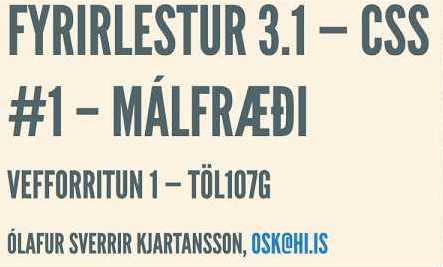 FYRIRLESTUR 3.1 – CSS
#1 – MÁLFRÆÐI
VEFFORRITUN 1 – TÖL107G
ÓLAFUR SVERRIR KJARTANSSON, OSK@HI.IS